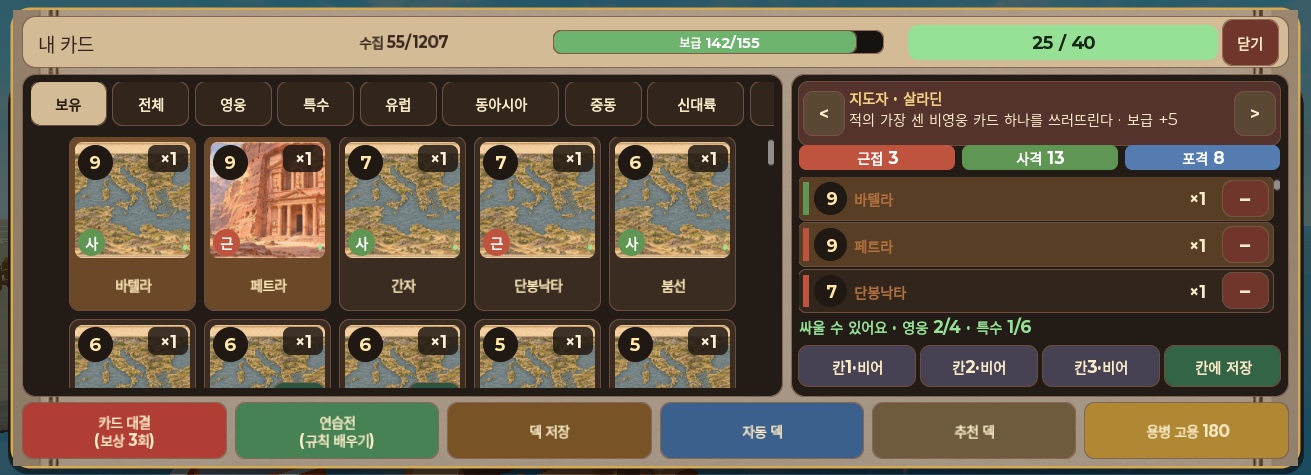 내 카드
수집 55/1207
보급 142/155
25 / 40
닫기
보유
전체
영웅
특수
유럽
동아시아
중동
신대륙
9 ×1
사
바텔라
9 ×1
근
페트라
7 ×1
사
간자
7 ×1
근
단봉낙타
6 ×1
사
붐선
6 ×1
6 ×1
6 ×1
5 ×1
5 ×1
<
지도자 · 살라딘
적의 가장 센 비영웅 카드 하나를 쓰러뜨린다 · 보급 +5
>
근접 3
사격 13
포격 8
9 바텔라 ×1 −
9 페트라 ×1 −
7 단봉낙타 ×1 −
싸울 수 있어요 · 영웅 2/4 · 특수 1/6
칸1·비어
칸2·비어
칸3·비어
칸에 저장
카드 대결
(보상 3회)
연습전
(규칙 배우기)
덱 저장
자동 덱
추천 덱
용병 고용 180